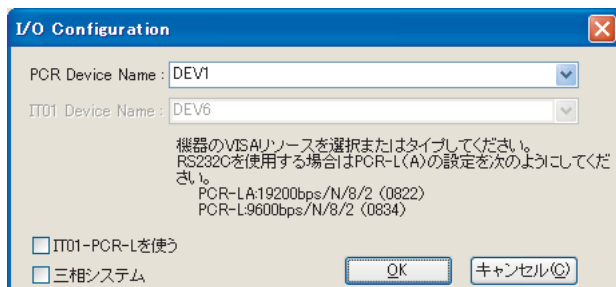 I/O Configuration
PCR Device Name : DEV1
IT01 Device Name : DEV6
機器のVISAリソースを選択またはタイプしてください。
RS232Cを使用する場合はPCR-L(A)の設定を次のようにしてくだ
さい。
PCR-LA:19200bps/N/8/2 (0822)
PCR-L:9600bps/N/8/2 (0834)
IT01-PCR-Lを使う
三相システム
OK
キャンセル(C)